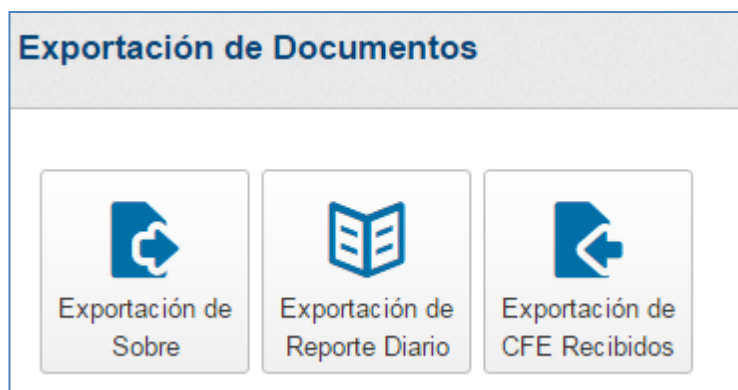 Exportación de Documentos
Exportación de
Sobre
Exportación de
Reporte Diario
Exportación de
CFE Recibidos